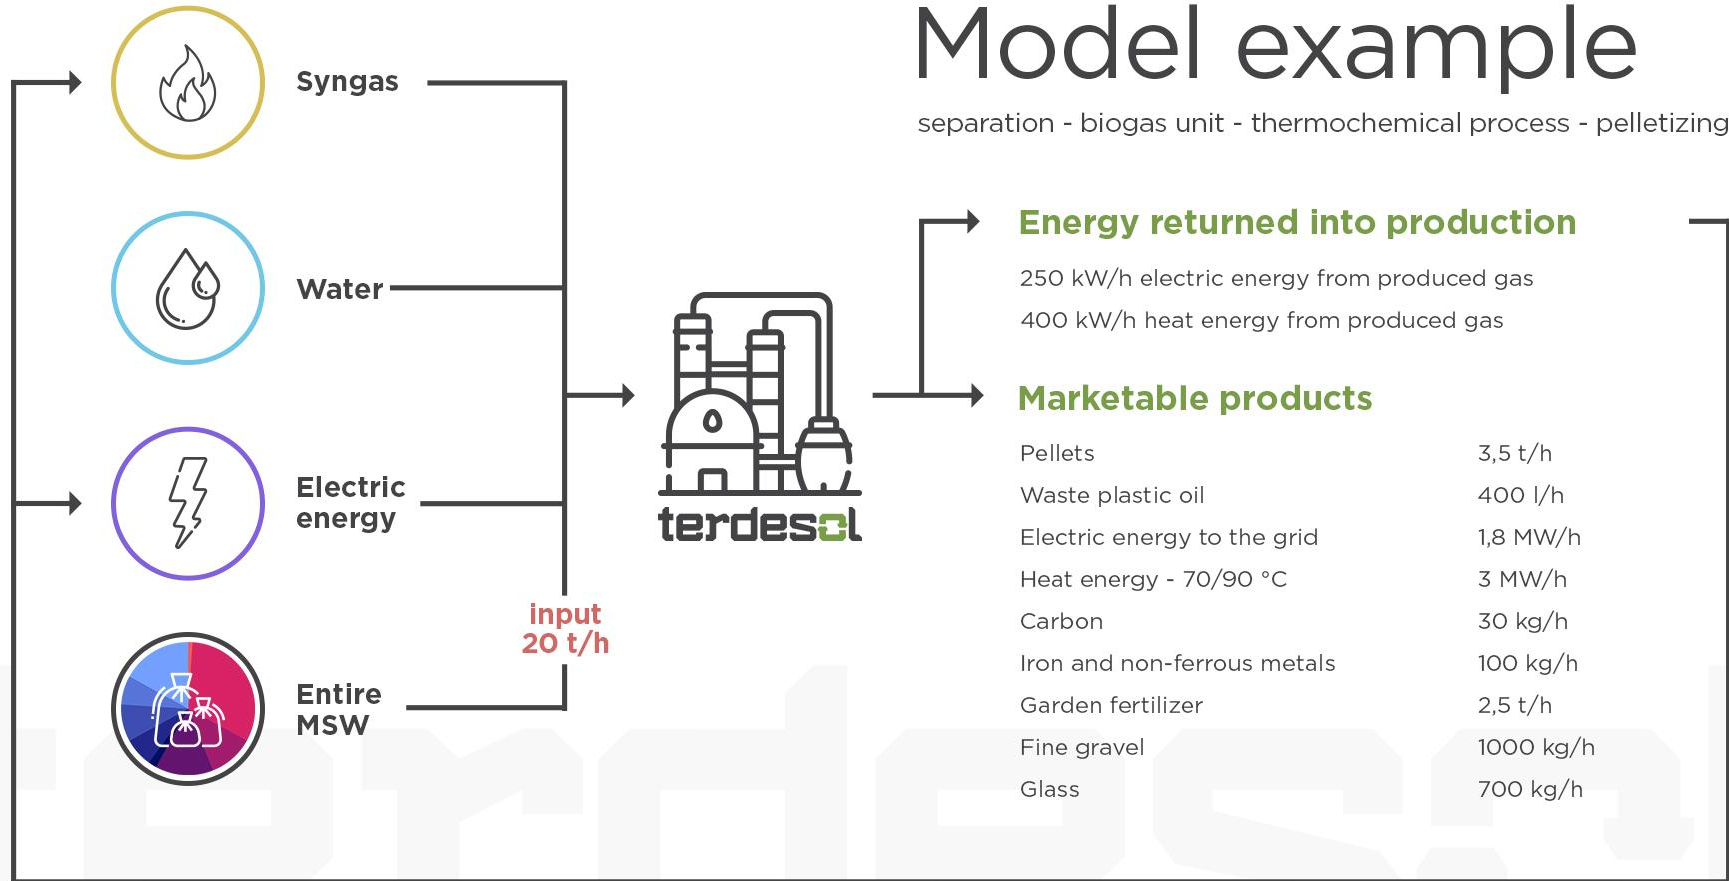 Model example
separation - biogas unit - thermochemical process - pelletizing
Syngas
Water
Electric
energy
input
20 t/h
Entire
MSW
terdesol
Energy returned into production
250 kW/h electric energy from produced gas
400 kW/h heat energy from produced gas
Marketable products
Pellets 3,5 t/h
Waste plastic oil 400 l/h
Electric energy to the grid 1,8 MW/h
Heat energy - 70/90 °C 3 MW/h
Carbon 30 kg/h
Iron and non-ferrous metals 100 kg/h
Garden fertilizer 2,5 t/h
Fine gravel 1000 kg/h
Glass 700 kg/h
terdesol